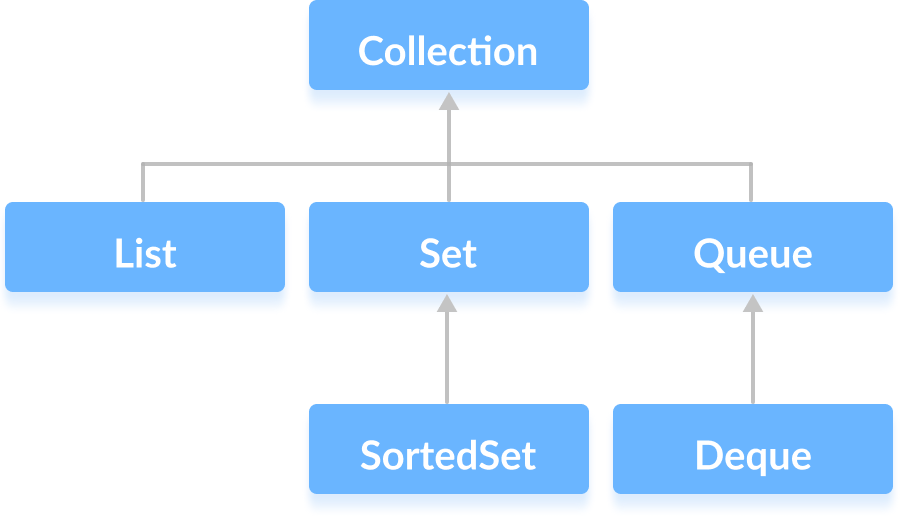 Collection
List
Set
Queue
SortedSet
Deque